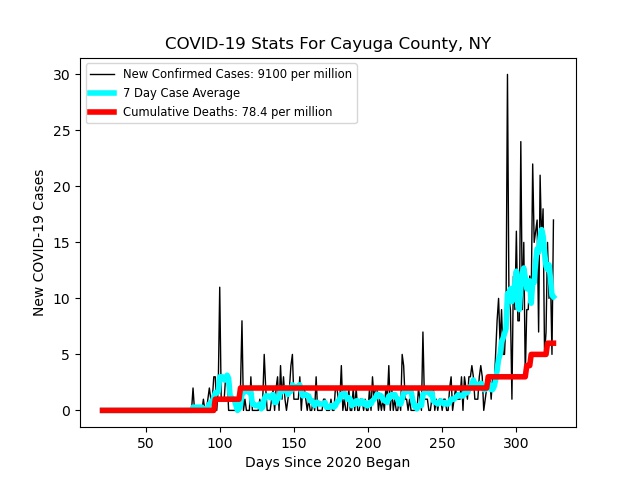 COVID-19 Stats For Cayuga County, NY
New Confirmed Cases: 9100 per million
7 Day Case Average
Cumulative Deaths: 78.4 per million
New COVID-19 Cases
30
25
20
15
10
5
0
50 100 150 200 250 300
Days Since 2020 Began